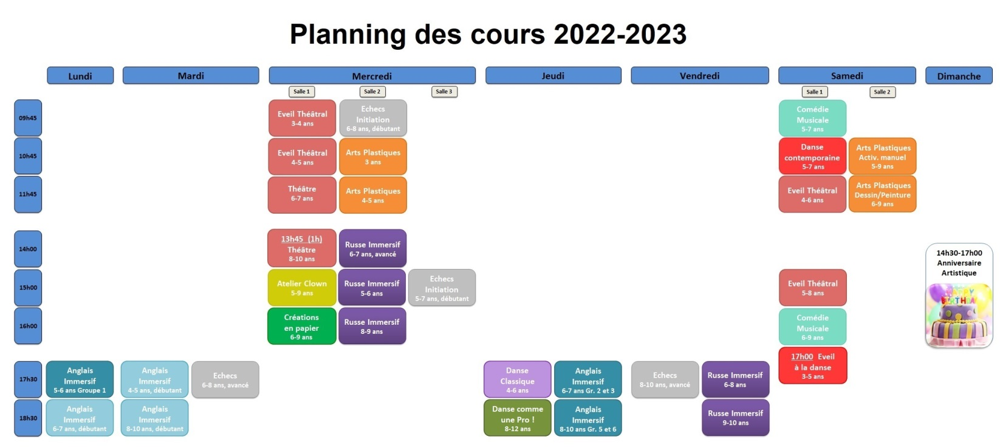 Planning des cours 2022-2023
Lundi
Mardi
Mercredi
Jeudi
Vendredi
Samedi
Dimanche
Salle 1
Salle 2
Salle 3
Salle 1
Salle 2
09h45
Eveil Théâtral
3-4 ans
Echecs
Initiation
6-8 ans, débutant
Comédie
Musicale
5-7 ans
10h45
Eveil Théâtral
4-5 ans
Arts Plastiques
3 ans
Danse
contemporaine
5-7 ans
Arts Plastiques
Activ. manuel
5-9 ans
11h45
Théâtre
6-7 ans
Arts Plastiques
4-5 ans
Eveil Théâtral
4-6 ans
Arts Plastiques
Dessin/Peinture
6-9 ans
14h00
13h45 (1h)
Théâtre
8-10 ans
Russe Immersif
6-7 ans, avancé
14h30-17h00
Anniversaire
Artistique
HAPPY
BIRTHDAY
15h00
Atelier Clown
5-9 ans
Russe Immersif
5-6 ans
Echecs
Initiation
5-7 ans, débutant
Eveil Théâtral
5-8 ans
16h00
Créations
en papier
6-9 ans
Russe Immersif
8-9 ans
Comédie
Musicale
6-9 ans
17h00 Eveil
à la danse
3-5 ans
17h30
Anglais
Immersif
5-6 ans Groupe 1
Anglais
Immersif
4-5 ans, débutant
Echecs
6-8 ans, avancé
Danse
Classique
4-6 ans
Anglais
Immersif
6-7 ans Gr. 2 et 3
Echecs
8-10 ans, avancé
Russe Immersif
6-8 ans
18h30
Anglais
Immersif
6-7 ans, débutant
Anglais
Immersif
8-10 ans, débutant
Danse comme
une Pro !
8-12 ans
Anglais
Immersif
8-10 ans Gr. 5 et 6
Russe Immersif
9-10 ans